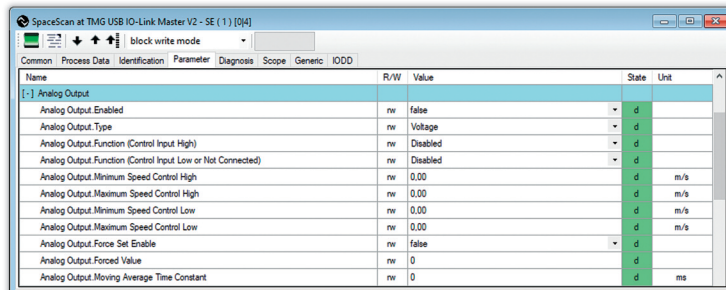 SpaceScan at TMG USB IO-Link Master V2 - SE ( 1 ) [0|4]
block write mode
Common Process Data Identification Parameter Diagnosis Scope Generic IODD
Name R/W Value State Unit
[-] Analog Output
Analog Output.Enabled rw false d
Analog Output.Type rw Voltage d
Analog Output.Function (Control Input High) rw Disabled d
Analog Output.Function (Control Input Low or Not Connected) rw Disabled d
Analog Output.Minimum Speed Control High rw 0,00 d m/s
Analog Output.Maximum Speed Control High rw 0,00 d m/s
Analog Output.Minimum Speed Control Low rw 0,00 d m/s
Analog Output.Maximum Speed Control Low rw 0,00 d m/s
Analog Output.Force Set Enable rw false d
Analog Output.Forced Value rw 0 d
Analog Output.Moving Average Time Constant rw 0 d ms